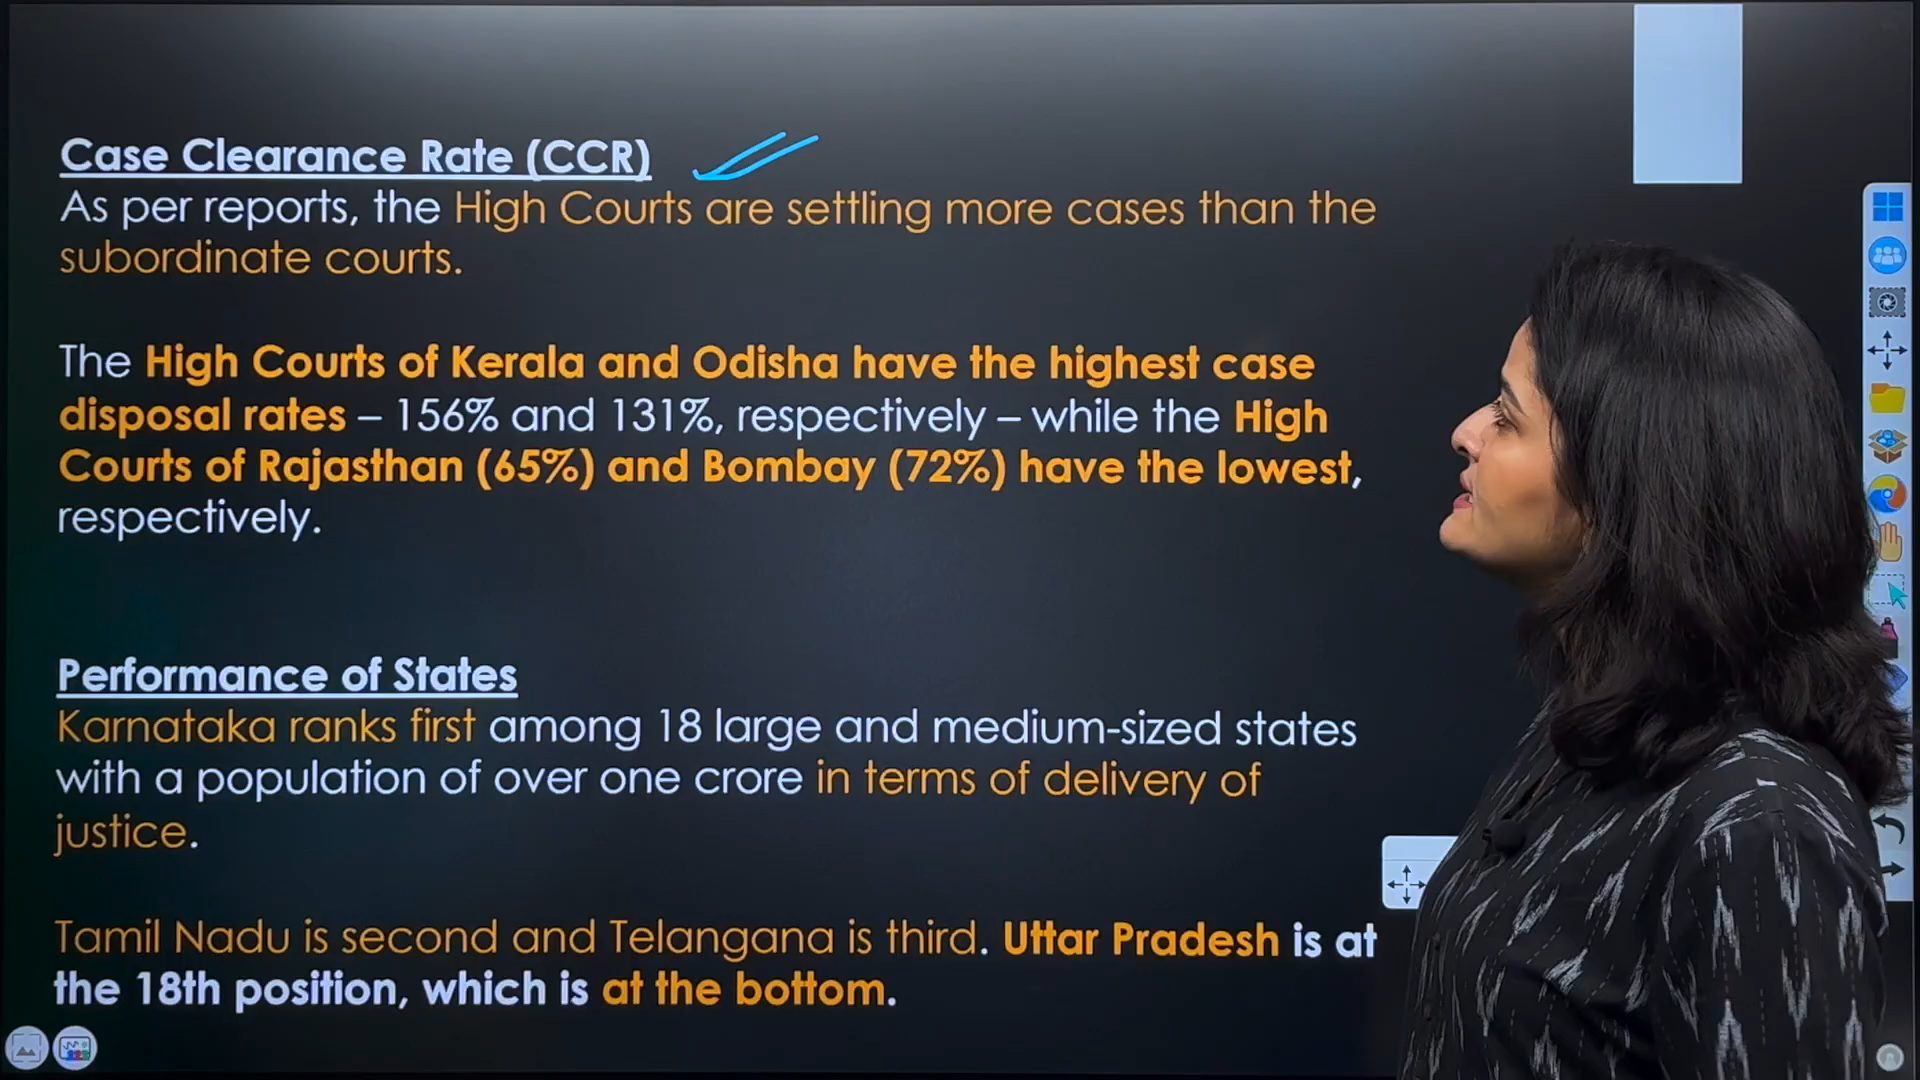 Case Clearance Rate (CCR)
As per reports, the High Courts are settling more cases than the
subordinate courts.
The High Courts of Kerala and Odisha have the highest case
disposal rates – 156% and 131%, respectively – while the High
Courts of Rajasthan (65%) and Bombay (72%) have the lowest,
respectively.
Performance of States
Karnataka ranks first among 18 large and medium-sized states
with a population of over one crore in terms of delivery of
justice.
Tamil Nadu is second and Telangana is third. Uttar Pradesh is at
the 18th position, which is at the bottom.